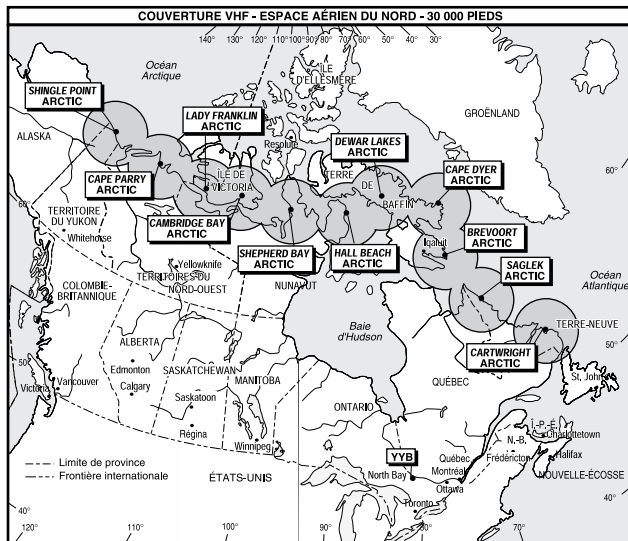 COUVERTURE VHF - ESPACE AÉRIEN DU NORD - 30 000 PIEDS
140° 130° 120° 110° 100° 90° 80° 70° 60° 50° 40° 30°
Océan
Arctique
ÎLE
D'ELLESMERE
SHINGLE POINT
ARCTIC
GROËNLAND
LADY FRANKLIN
ARCTIC
ALASKA
Resolute
DEWAR LAKES
ARCTIC
CAPE DYER
ARCTIC
CAPE PARRY
ARCTIC
ÎLE DE
VICTORIA
TERRE
DE
BAFFIN
60°
60°
TERRITOIRE
DU YUKON
Whitehorse
CAMBRIDGE BAY
ARCTIC
BREVOORT
ARCTIC
Iqaluit
SHEPHERD BAY
ARCTIC
HALL BEACH
ARCTIC
Yellowknife
TERRITOIRES DU
NORD-OUEST
NUNAVUT
SAGLEK
ARCTIC
Océan
Atlantique
COLOMBIE-
BRITANNIQUE
Baie
d'Hudson
TERRE-NEUVE
ALBERTA
CARTWRIGHT
ARCTIC
50°
50°
Edmonton
SASKATCHEWAN
MANITOBA
QUÉBEC
St. John's
Victoria
Vancouver
Calgary
Saskatoon
ONTARIO
Î.-P.-É.
Charlottetown
Régina
Winnipeg
YYB
Québec
N.-B.
Frédéricton
Halifax
Limite de province
Frontière internationale
ÉTATS-UNIS
North Bay
Montréal
Ottawa
NOUVELLE-ÉCOSSE
Toronto
40°
40°
120° 110° 100° 90° 80° 70°